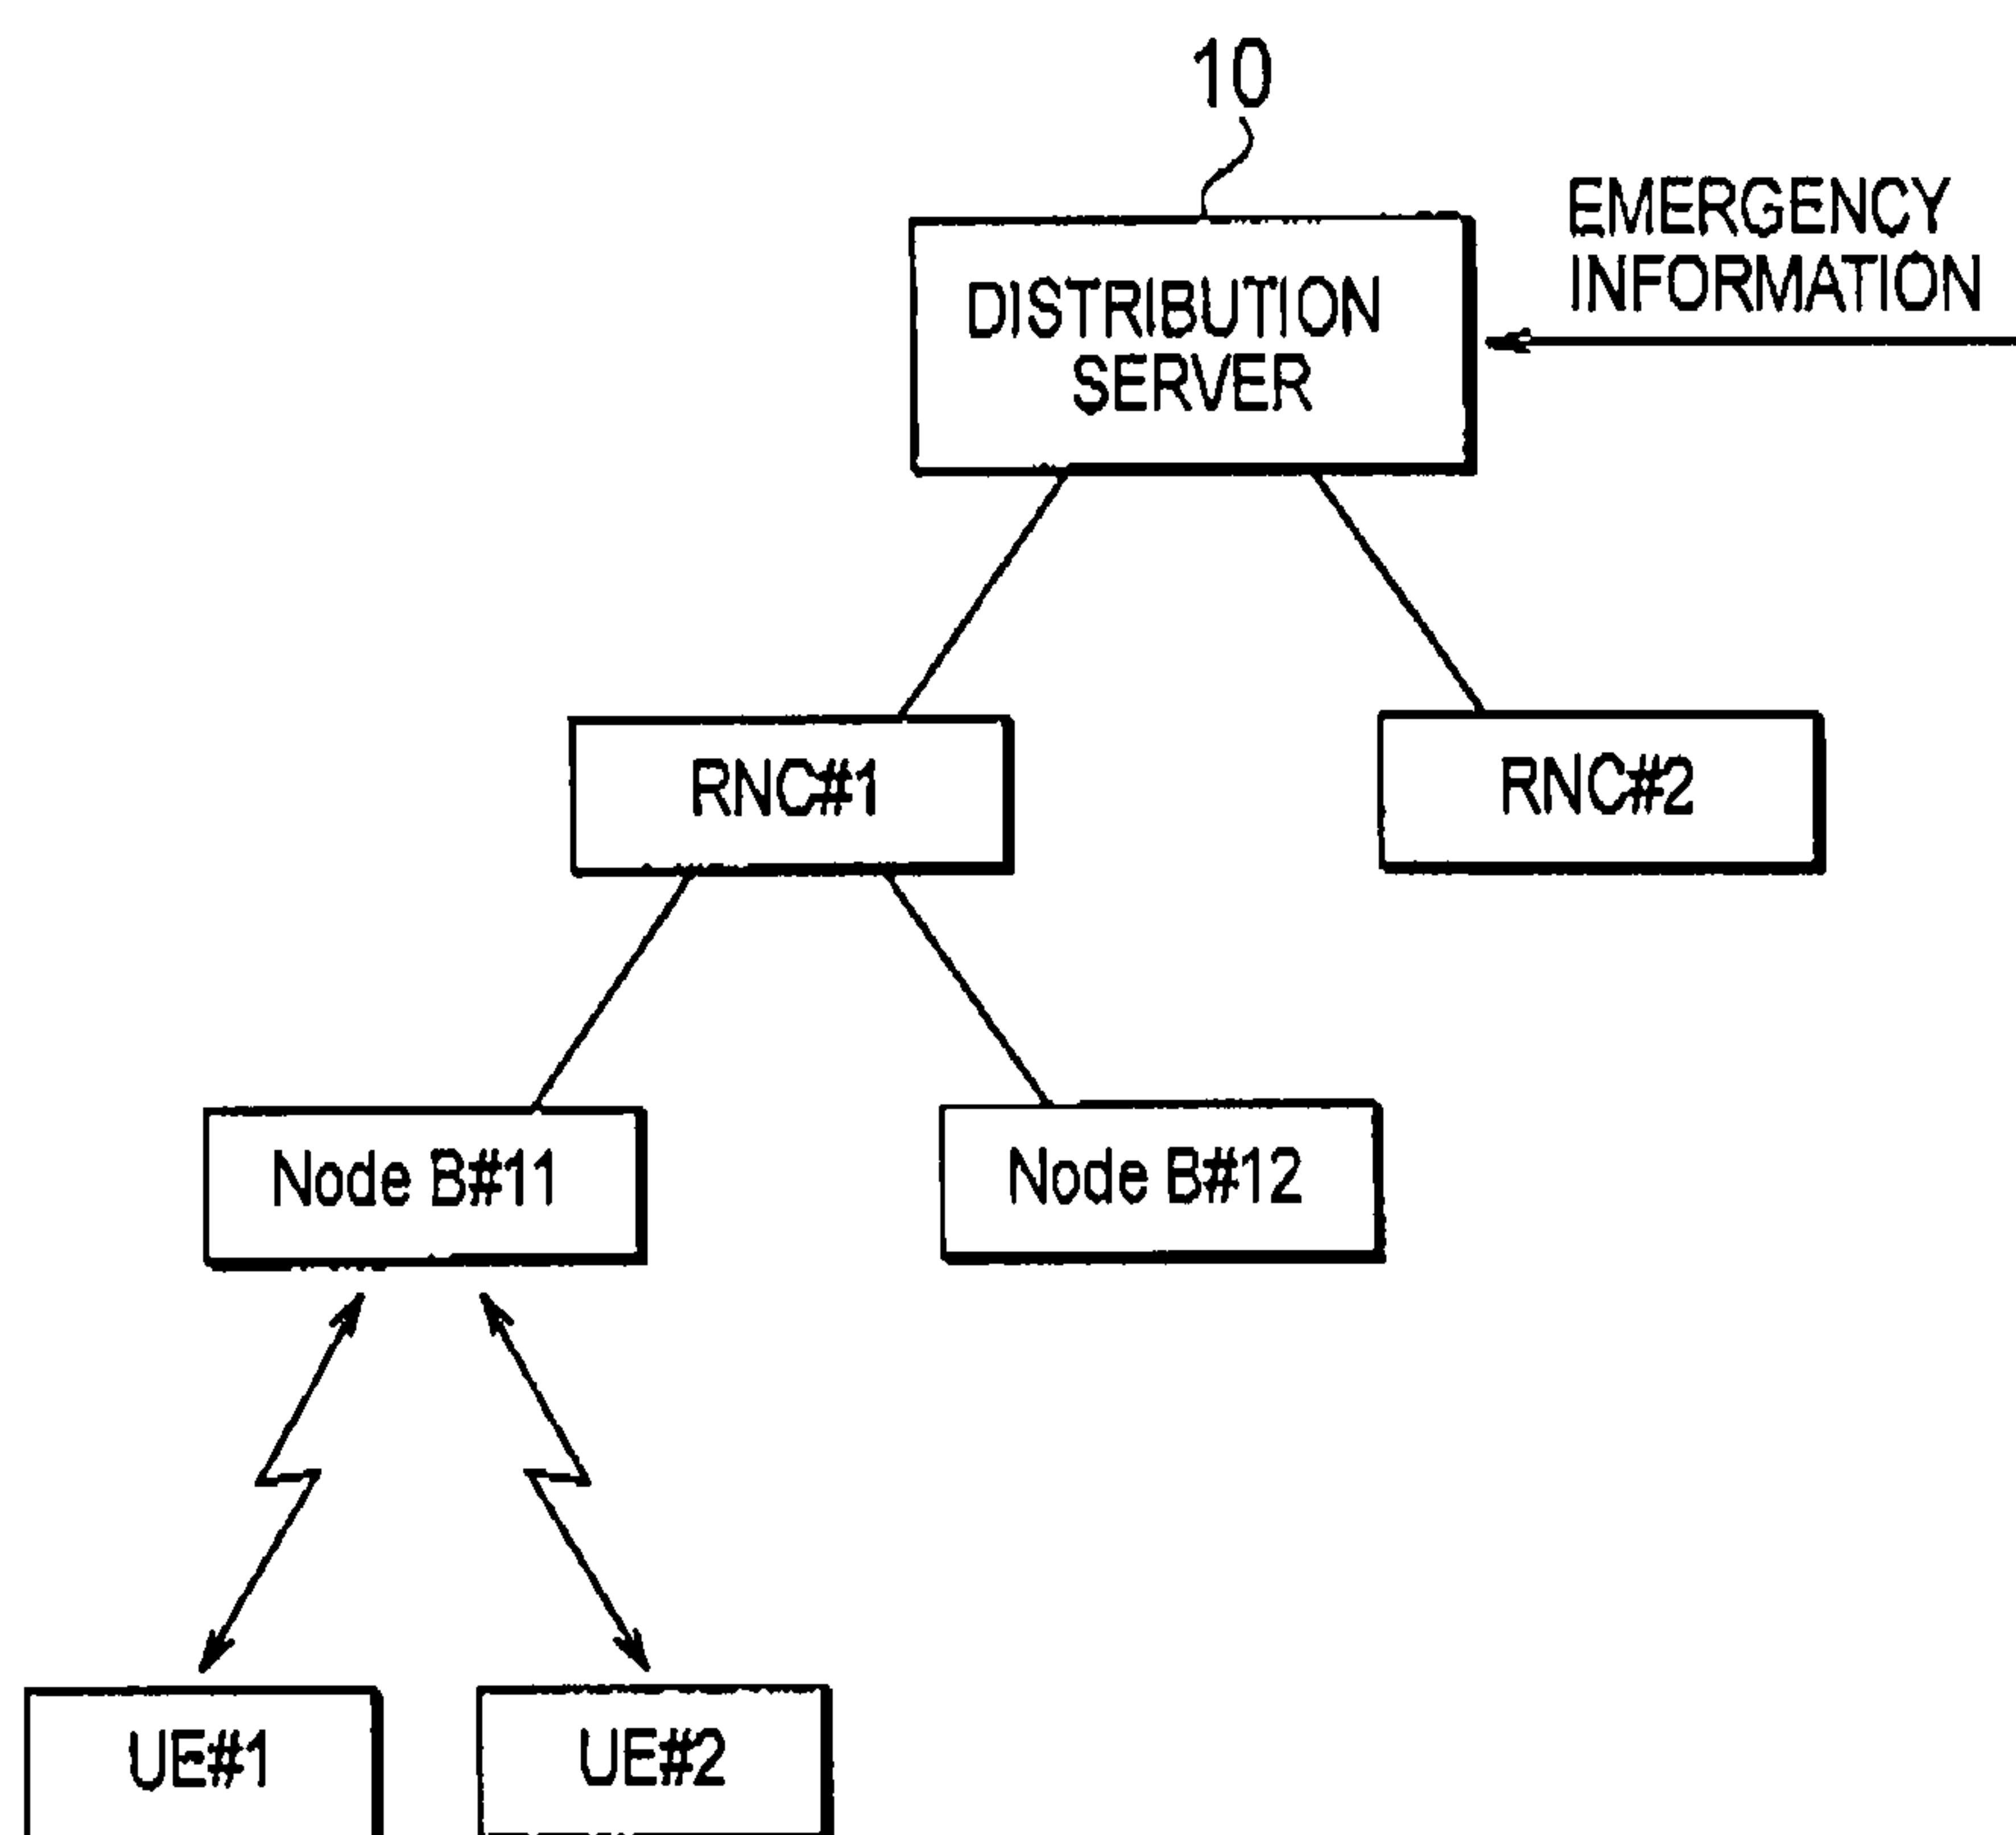 10
EMERGENCY
INFORMATION
DISTRIBUTION
SERVER
RNC#1
RNC#2
Node B#11
Node B#12
UE#1
UE#2